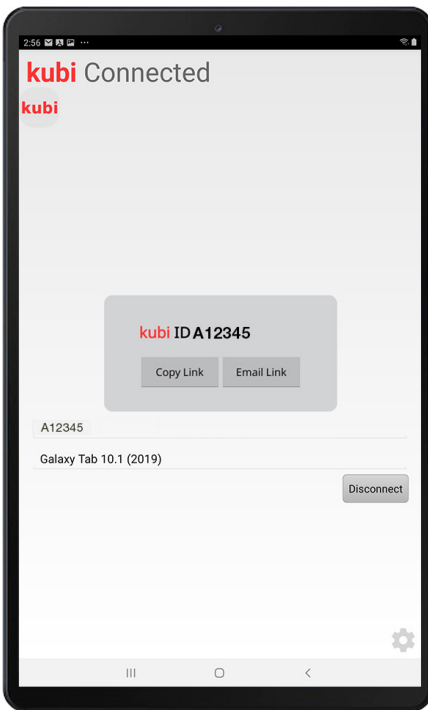 2:56
kubi Connected
kubi
kubi ID A12345
Copy Link Email Link
A12345
Galaxy Tab 10.1 (2019)
Disconnect